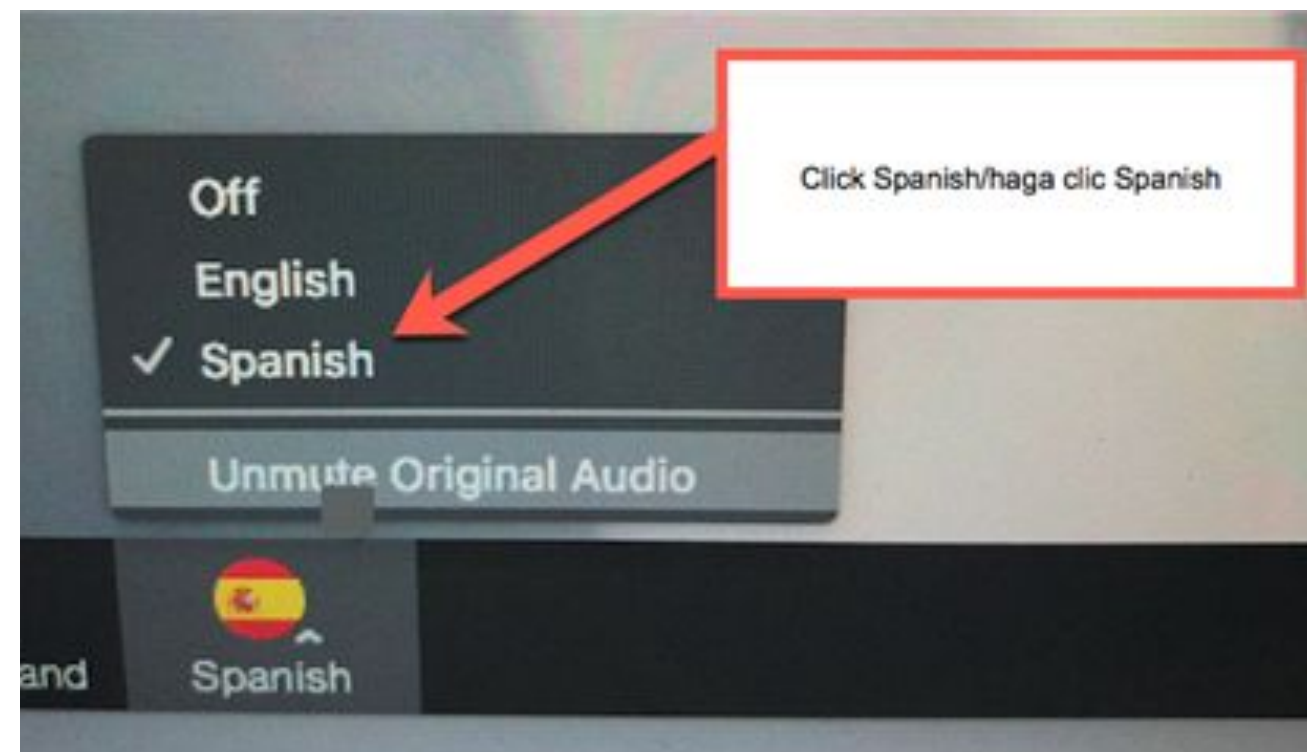 Off
English
Spanish
Unmute Original Audio
Click Spanish/haga clic Spanish
and
Spanish